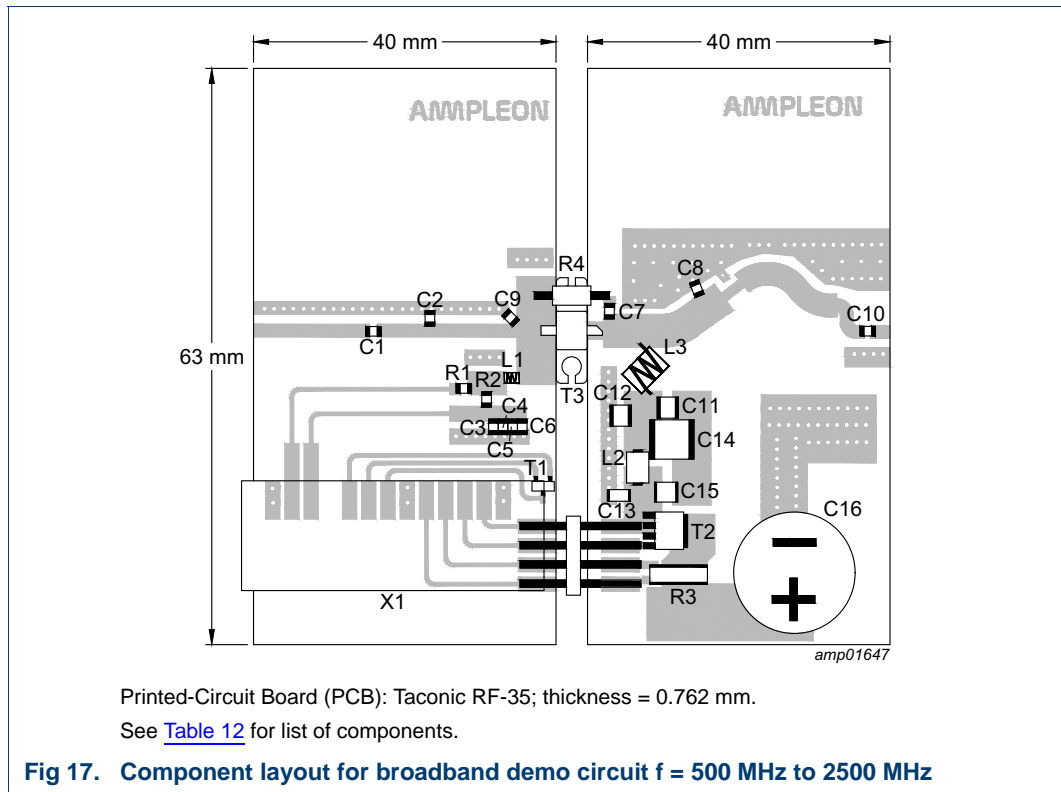 40 mm
40 mm
AMPLEON
AMPLEON
63 mm
R4
C8
C2
C9
C7
C10
C1
L3
L1
R1
R2
T3
C12
C4
C11
C3
C6
C14
C5
L2
T1
C15
C13
C16
T2
X1
R3
amp01647
Printed-Circuit Board (PCB): Taconic RF-35; thickness = 0.762 mm.
See Table 12 for list of components.
Fig 17. Component layout for broadband demo circuit f = 500 MHz to 2500 MHz